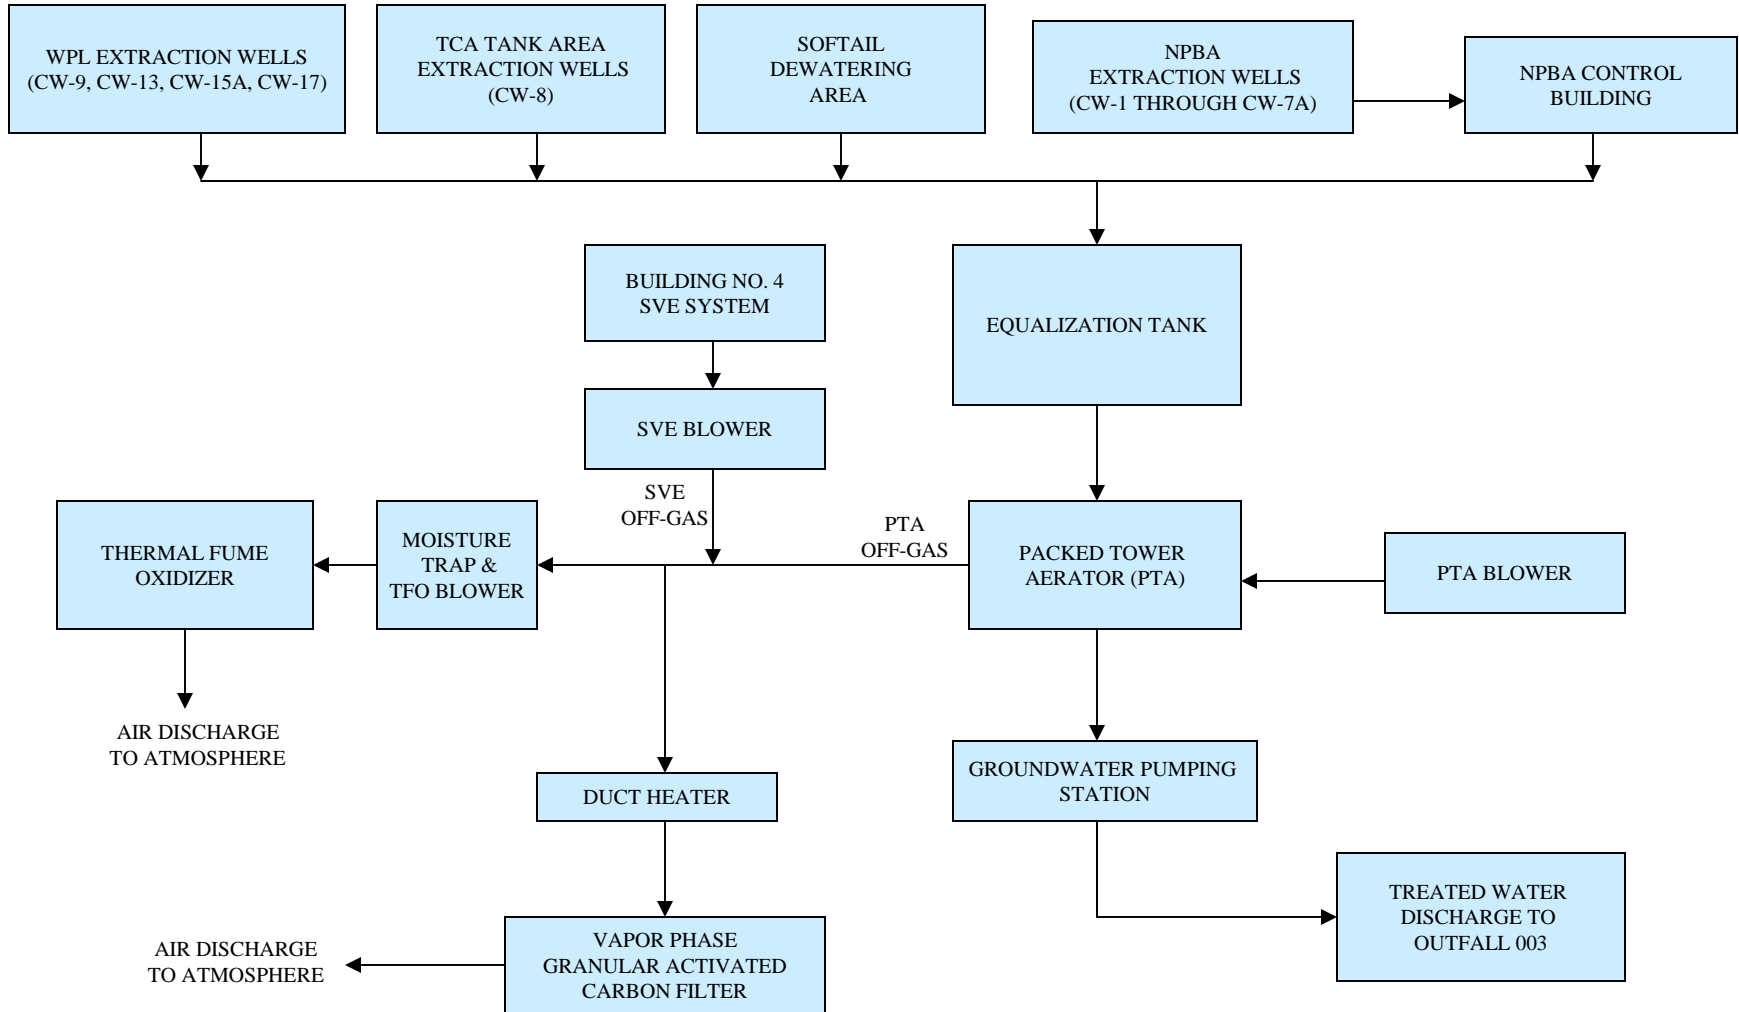 WPL EXTRACTION WELLS
(CW-9, CW-13, CW-15A, CW-17)
TCA TANK AREA
EXTRACTION WELLS
(CW-8)
SOFTAIL
DEWATERING
AREA
NPBA
EXTRACTION WELLS
(CW-1 THROUGH CW-7A)
NPBA CONTROL
BUILDING
BUILDING NO. 4
SVE SYSTEM
EQUALIZATION TANK
SVE BLOWER
SVE
OFF-GAS
PTA
OFF-GAS
THERMAL FUME
OXIDIZER
MOISTURE
TRAP &
TFO BLOWER
PACKED TOWER
AERATOR (PTA)
PTA BLOWER
AIR DISCHARGE
TO ATMOSPHERE
GROUNDWATER PUMPING
STATION
DUCT HEATER
TREATED WATER
DISCHARGE TO
OUTFALL 003
AIR DISCHARGE
TO ATMOSPHERE
VAPOR PHASE
GRANULAR ACTIVATED
CARBON FILTER